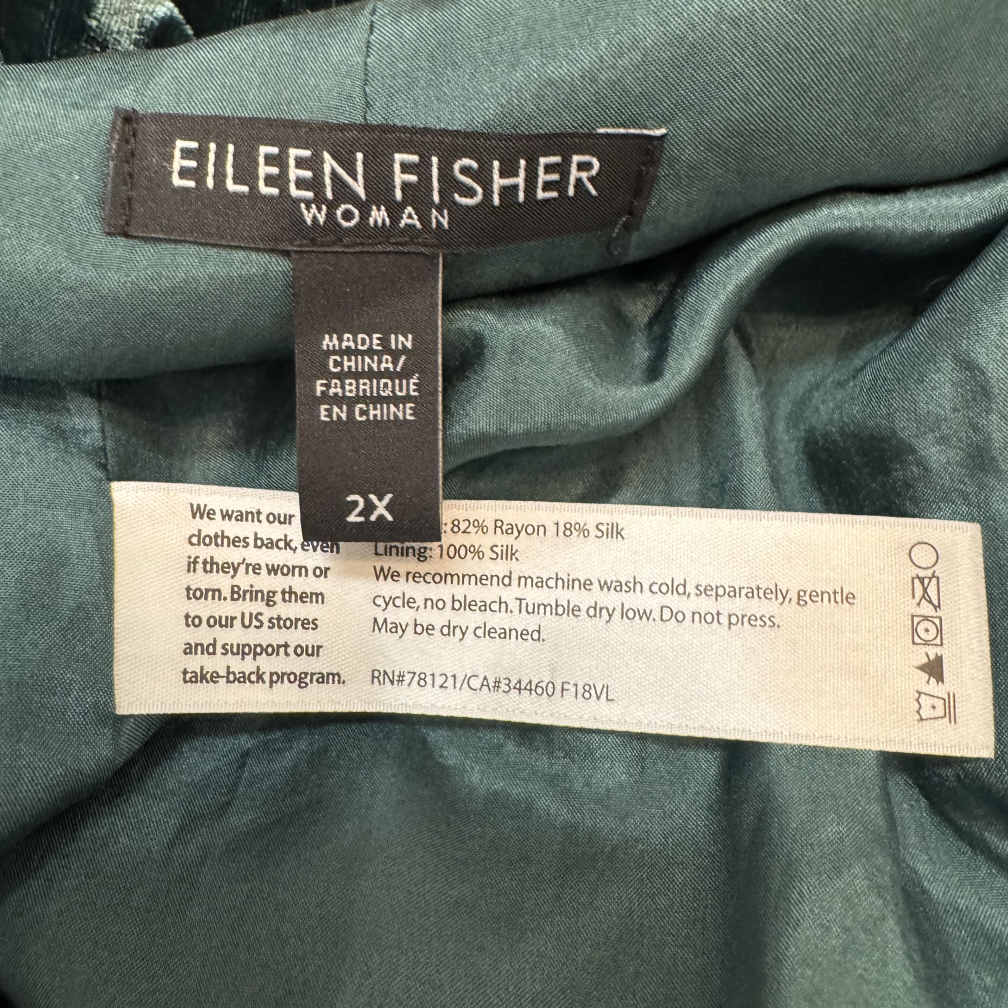 EILEEN FISHER
WOMAN
MADE IN
CHINA/
FABRIQUÉ
EN CHINE
2X
We want our
clothes back, even
if they're worn or
torn. Bring them
to our US stores
and support our
take-back program.
: 82% Rayon 18% Silk
Lining: 100% Silk
We recommend machine wash cold, separately, gentle
cycle, no bleach. Tumble dry low. Do not press.
May be dry cleaned.
RN#78121/CA#34460 F18VL